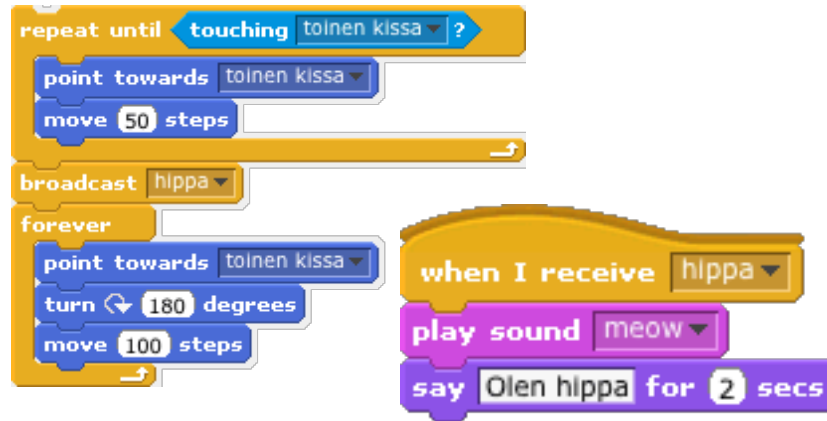 repeat until touching toinen kissa ?
point towards toinen kissa
move 50 steps
broadcast hippa
forever
point towards toinen kissa
turn 180 degrees
move 100 steps
when I receive hippa
play sound meow
say Olen hippa for 2 secs